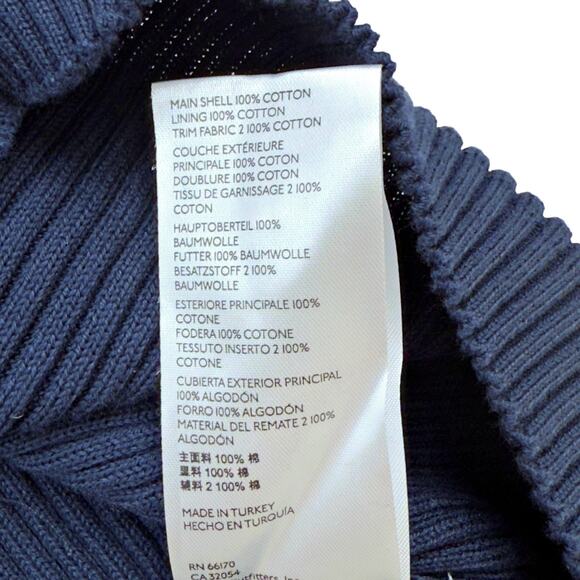 MAIN SHELL 100% COTTON
LINING 100% COTTON
TRIM FABRIC 2 100% COTTON
COUCHE EXTÉRIEURE
PRINCIPALE 100% COTON
DOUBLURE 100% COTON
TISSU DE GARNISSAGE 2 100%
COTON
HAUPTOBERTEIL 100%
BAUMWOLLE
FUTTER 100% BAUMWOLLE
BESATZSTOFF 2 100%
BAUMWOLLE
ESTERIORE PRINCIPALE 100%
COTONE
FODERA 100% COTONE
TESSUTO INSERTO 2 100%
COTONE
CUBIERTA EXTERIOR PRINCIPAL
100% ALGODÓN
FORRO 100% ALGODÓN
MATERIAL DEL REMATE 2 100%
ALGODÓN
主面料 100% 棉
里料 100% 棉
辅料 2 100% 棉
MADE IN TURKEY
HECHO EN TURQUÍA
RN 66170
CA 32054